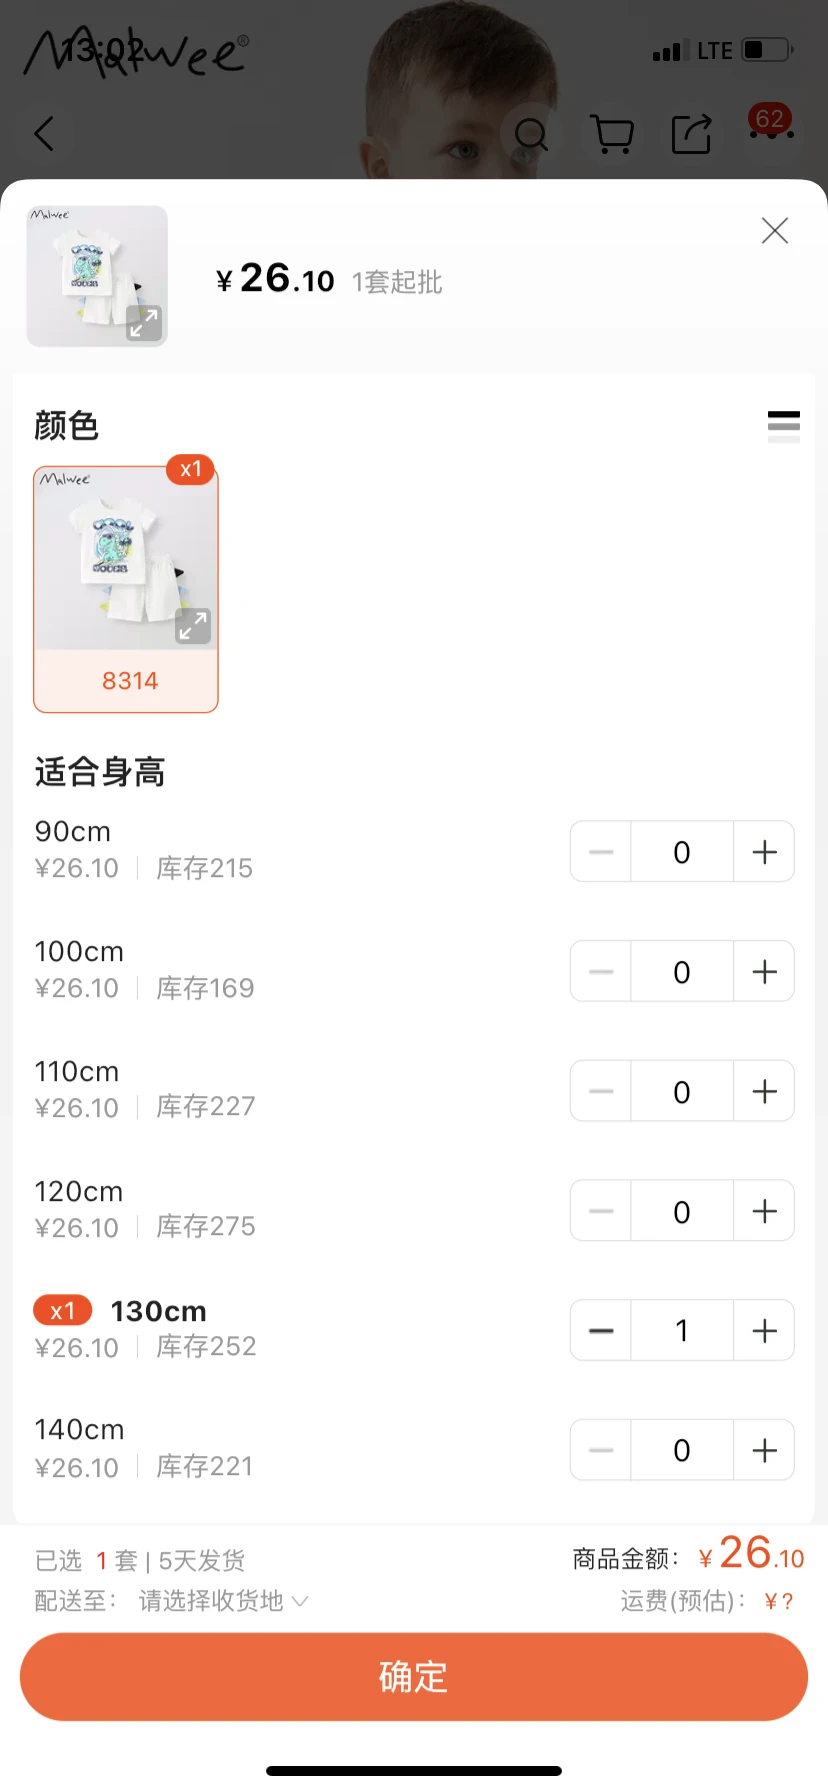 Malwee®
13:02
LTE
62
Malwee
¥26.10 1套起批
颜色
x1
Malwee
COOL
8314
适合身高
90cm
¥26.10 库存215
0
100cm
¥26.10 库存169
0
110cm
¥26.10 库存227
0
120cm
¥26.10 库存275
0
x1 130cm
¥26.10 库存252
1
140cm
¥26.10 库存221
0
已选 1 套 | 5天发货
商品金额： ¥26.10
配送至： 请选择收货地
运费(预估)： ¥?
确定